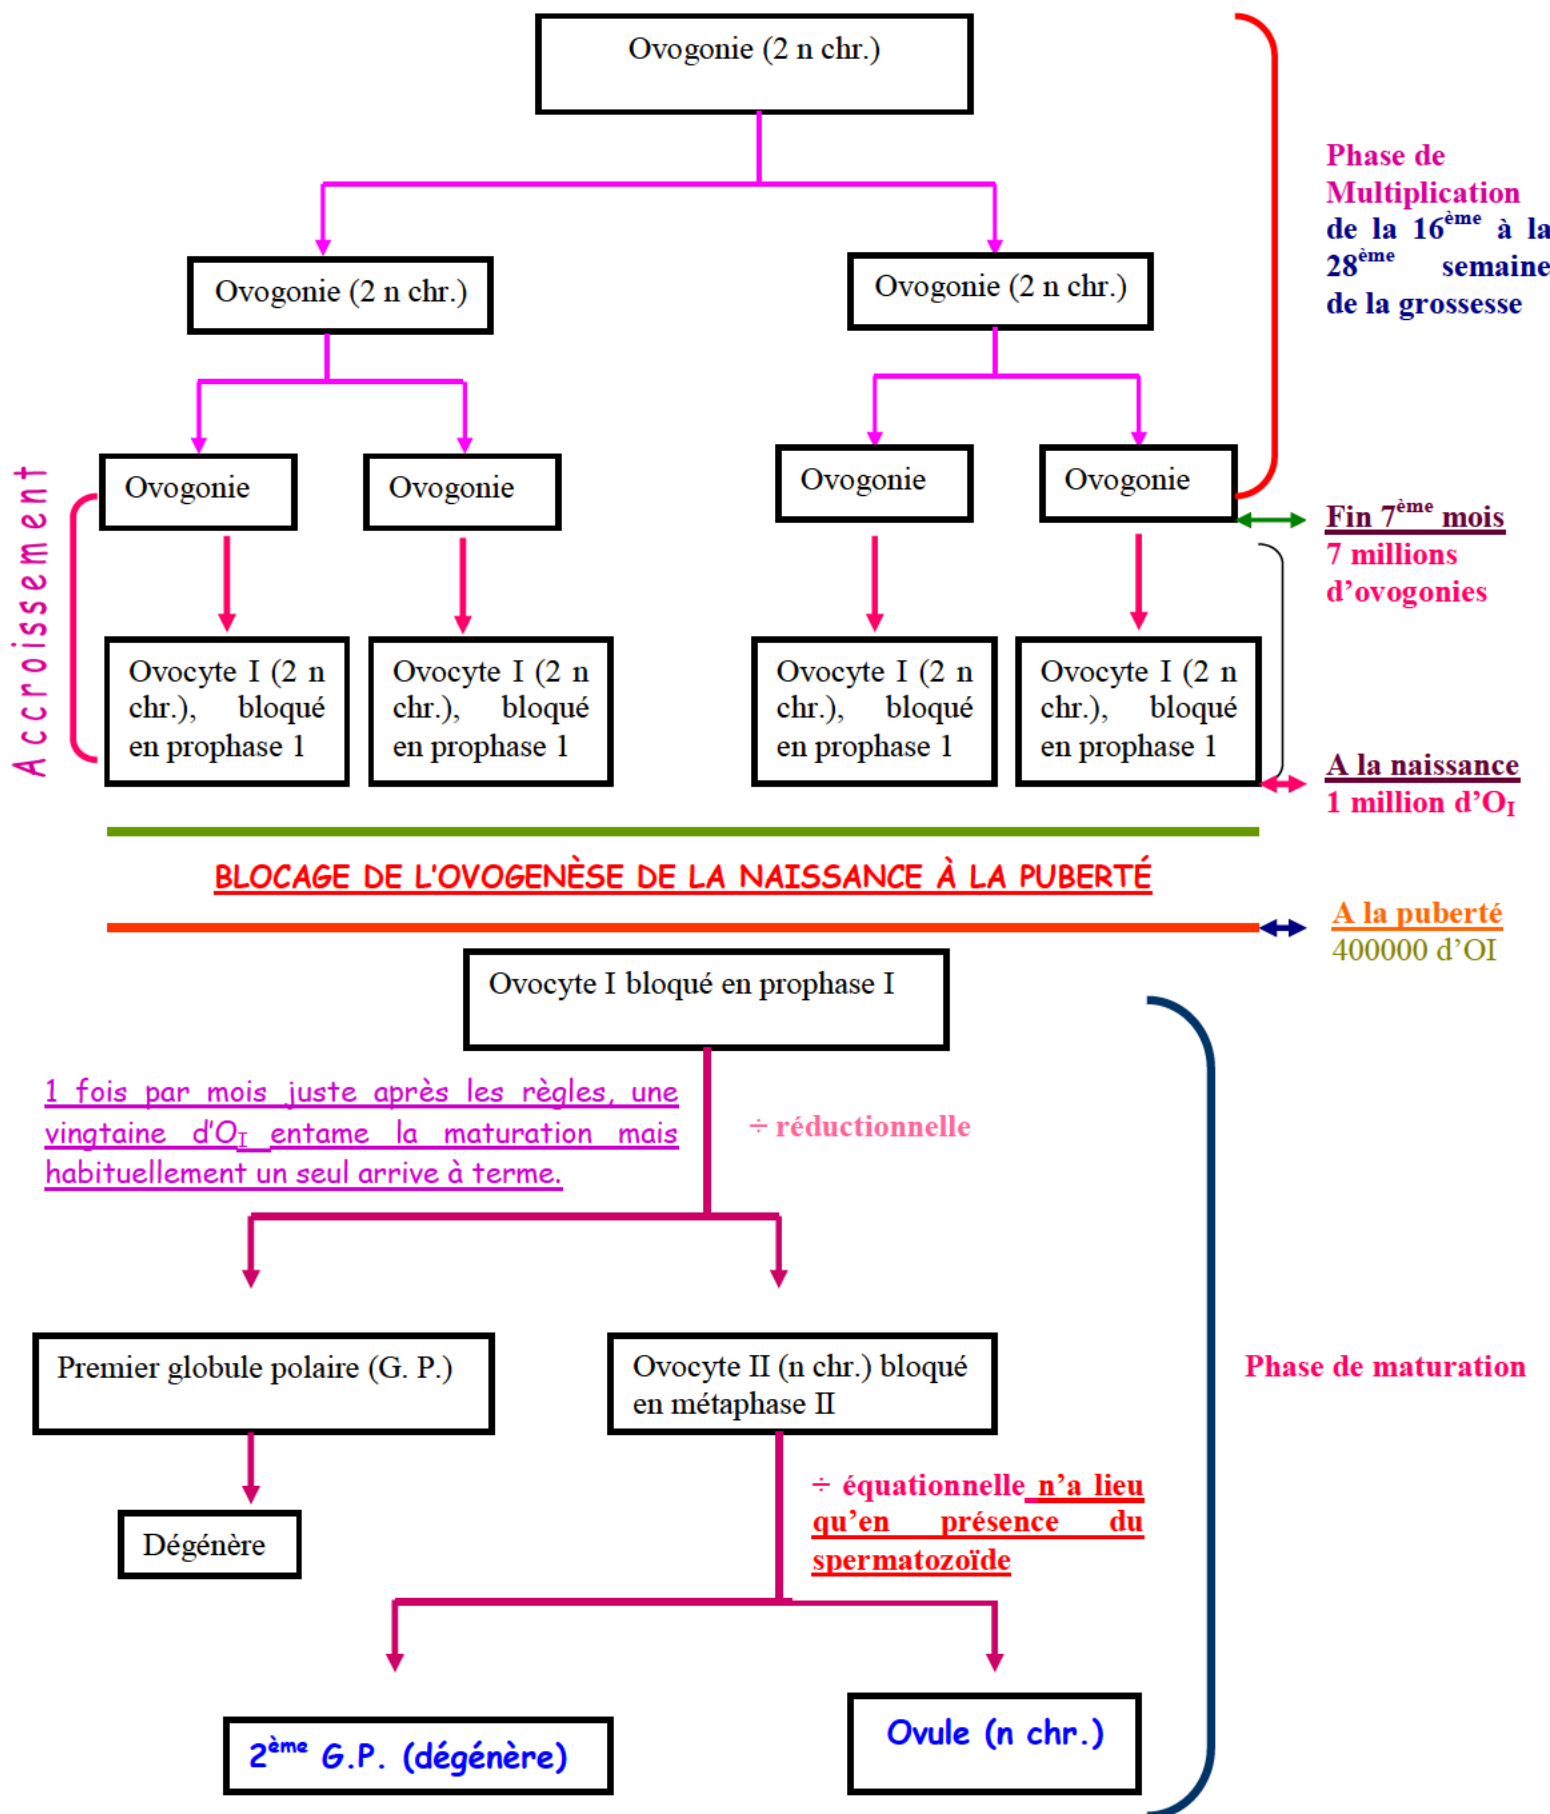 Ovogonie (2 n chr.)
Phase de
Multiplication
de la 16ème à la
28ème semaine
de la grossesse
Ovogonie (2 n chr.)
Ovogonie (2 n chr.)
Accroissement
Ovogonie
Ovogonie
Ovogonie
Ovogonie
Fin 7ème mois
7 millions
d’ovogonies
Ovocyte I (2 n
chr.), bloqué
en prophase 1
Ovocyte I (2 n
chr.), bloqué
en prophase 1
Ovocyte I (2 n
chr.), bloqué
en prophase 1
Ovocyte I (2 n
chr.), bloqué
en prophase 1
A la naissance
1 million d’OI
BLOCAGE DE L'OVOGENÈSE DE LA NAISSANCE À LA PUBERTÉ
A la puberté
400000 d’OI
Ovocyte I bloqué en prophase I
1 fois par mois juste après les règles, une
vingtaine d'OI entame la maturation mais
habituellement un seul arrive à terme.
÷ réductionnelle
Premier globule polaire (G. P.)
Ovocyte II (n chr.) bloqué
en métaphase II
Phase de maturation
Dégénère
÷ équationnelle n’a lieu
qu’en présence du
spermatozoïde
2ème G.P. (dégénère)
Ovule (n chr.)